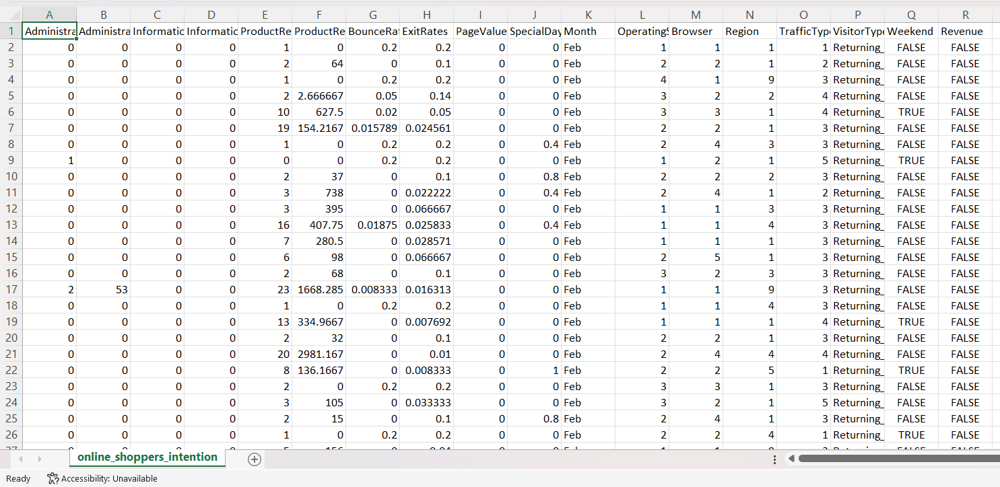 A B C D E F G H I J K L M N O P Q R
1 Administra Administra Informatic Informatic ProductRe ProductRe BounceRat ExitRates PageValue SpecialDay Month OperatingS Browser Region TrafficType VisitorType Weekend Revenue
2 0 0 0 0 1 0 0.2 0.2 0 0 Feb 1 1 1 1 Returning_ FALSE FALSE
3 0 0 0 0 2 64 0 0.1 0 0 Feb 2 2 1 2 Returning_ FALSE FALSE
4 0 0 0 0 1 0 0.2 0.2 0 0 Feb 4 1 9 3 Returning_ FALSE FALSE
5 0 0 0 0 2 2.666667 0.05 0.14 0 0 Feb 3 2 2 4 Returning_ FALSE FALSE
6 0 0 0 0 10 627.5 0.02 0.05 0 0 Feb 3 3 1 4 Returning_ TRUE FALSE
7 0 0 0 0 19 154.2167 0.015789 0.024561 0 0 Feb 2 2 1 3 Returning_ FALSE FALSE
8 0 0 0 0 1 0 0.2 0.2 0 0.4 Feb 2 4 3 3 Returning_ FALSE FALSE
9 1 0 0 0 0 0 0.2 0.2 0 0 Feb 1 2 1 5 Returning_ TRUE FALSE
10 0 0 0 0 2 37 0 0.1 0 0.8 Feb 2 2 2 3 Returning_ FALSE FALSE
11 0 0 0 0 3 738 0 0.022222 0 0.4 Feb 2 4 1 2 Returning_ FALSE FALSE
12 0 0 0 0 3 395 0 0.066667 0 0 Feb 1 1 3 3 Returning_ FALSE FALSE
13 0 0 0 0 16 407.75 0.01875 0.025833 0 0.4 Feb 1 1 4 3 Returning_ FALSE FALSE
14 0 0 0 0 7 280.5 0 0.028571 0 0 Feb 1 1 1 3 Returning_ FALSE FALSE
15 0 0 0 0 6 98 0 0.066667 0 0 Feb 2 5 1 3 Returning_ FALSE FALSE
16 0 0 0 0 2 68 0 0.1 0 0 Feb 3 2 3 3 Returning_ FALSE FALSE
17 2 53 0 0 23 1668.285 0.008333 0.016313 0 0 Feb 1 1 9 3 Returning_ FALSE FALSE
18 0 0 0 0 1 0 0.2 0.2 0 0 Feb 1 1 4 3 Returning_ FALSE FALSE
19 0 0 0 0 13 334.9667 0 0.007692 0 0 Feb 1 1 1 4 Returning_ TRUE FALSE
20 0 0 0 0 2 32 0 0.1 0 0 Feb 2 2 1 3 Returning_ FALSE FALSE
21 0 0 0 0 20 2981.167 0 0.01 0 0 Feb 2 4 4 4 Returning_ FALSE FALSE
22 0 0 0 0 8 136.1667 0 0.008333 0 1 Feb 2 2 5 1 Returning_ TRUE FALSE
23 0 0 0 0 2 0 0.2 0.2 0 0 Feb 3 3 1 3 Returning_ FALSE FALSE
24 0 0 0 0 3 105 0 0.033333 0 0 Feb 3 2 1 5 Returning_ FALSE FALSE
25 0 0 0 0 2 15 0 0.1 0 0.8 Feb 2 4 1 3 Returning_ FALSE FALSE
26 0 0 0 0 1 0 0.2 0.2 0 0 Feb 2 2 4 1 Returning_ TRUE FALSE
online_shoppers_intention
Ready Accessibility: Unavailable